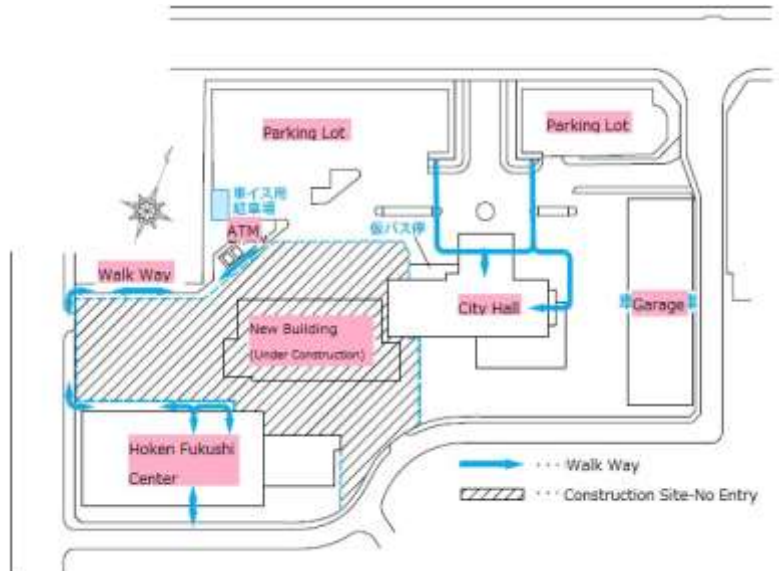 Parking Lot
Parking Lot
車イス用
駐車場
ATM
仮バス停
Walk Way
City Hall
Garage
New Building
(Under Construction)
Hoken Fukushi
Center
･･･Walk Way
･･･Construction Site-No Entry